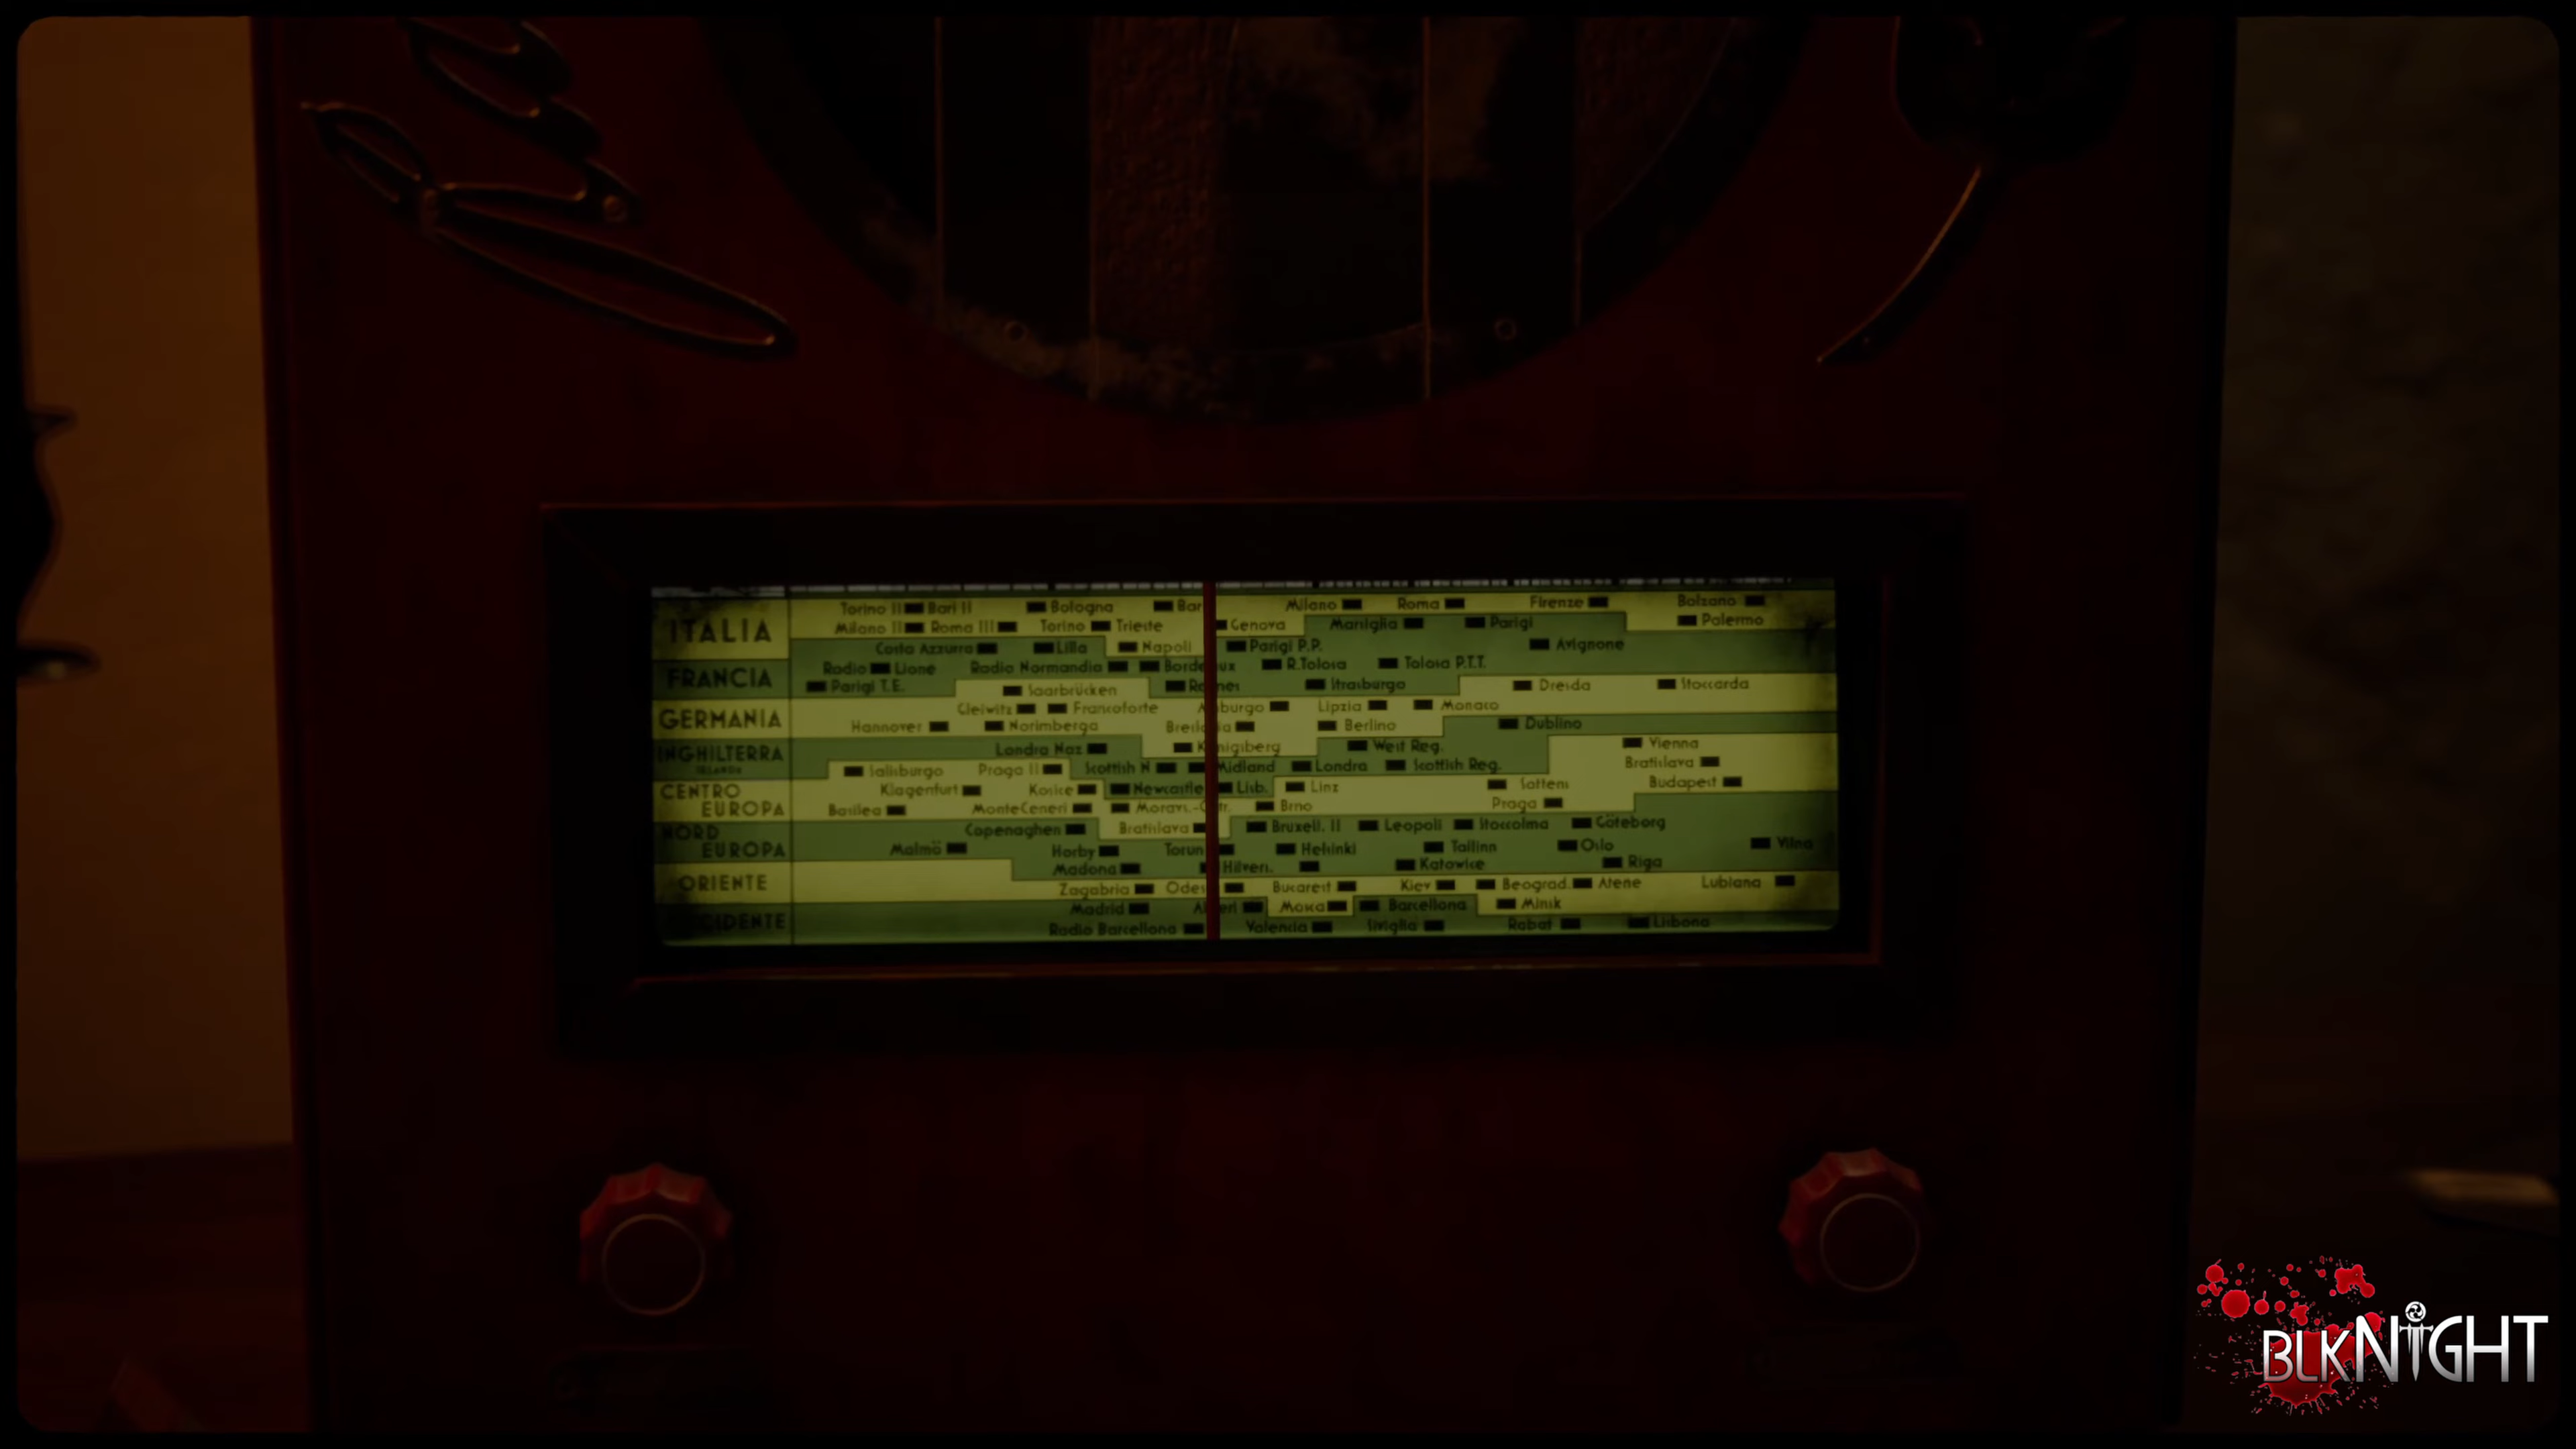 Torino II Bari II Bologna Milano Roma Firenze Bolzano
ITALIA
Milano II Roma III Torino Trieste Genova Marsiglia Parigi Palermo
Costa Azzurra Lilla Napoli Parigi P.P. Avignone
FRANCIA
Radio Lione Radio Normandia R.Tolosa Tolosa P.T.T.
Parigi T.E. Saarbrücken Strasburgo Dresda Stoccarda
GERMANIA
Gleiwitz Francoforte Lipzia Monaco
Hannover Norimberga Berlino Dublino
INGHILTERRA
IRLANDA
Londra Naz West Reg. Vienna
Salisburgo Praga II Scottish N Midland Londra Scottish Reg. Bratislava
CENTRO
EUROPA
Klagenfurt Kosice Newcastle Lisb. Linz Sottens Budapest
Basilea MonteCeneri Brno Praga
NORD
EUROPA
Copenaghen Bratislava Bruxell. II Leopoli Stoccolma Göteborg
Malmö Horby Torun Helsinki Tallinn Oslo Vilna
Madona Hilvers. Katowice Riga
ORIENTE
Zagabria Bucarest Kiev Beograd. Atene Lubiana
Madrid Mosca Barcellona Minsk
Radio Barcellona Valencia Siviglia Rabat Lisbona
BLKNIGHT